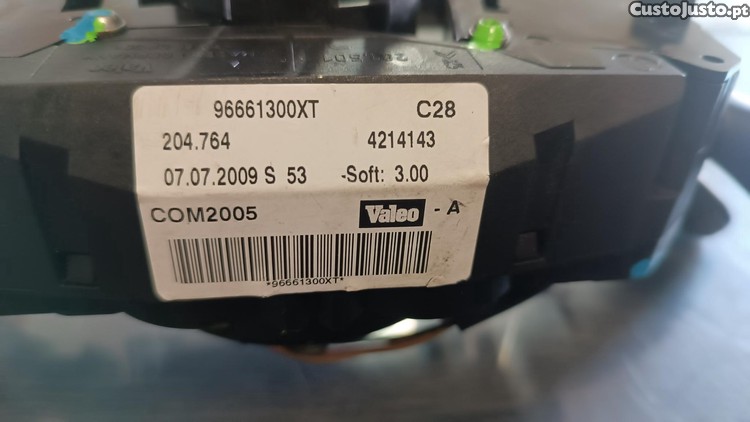 CustoJusto.pt
96661300XT C28
204.764 4214143
07.07.2009 S 53 -Soft: 3.00
COM2005 Valeo - A
*96661300XT*